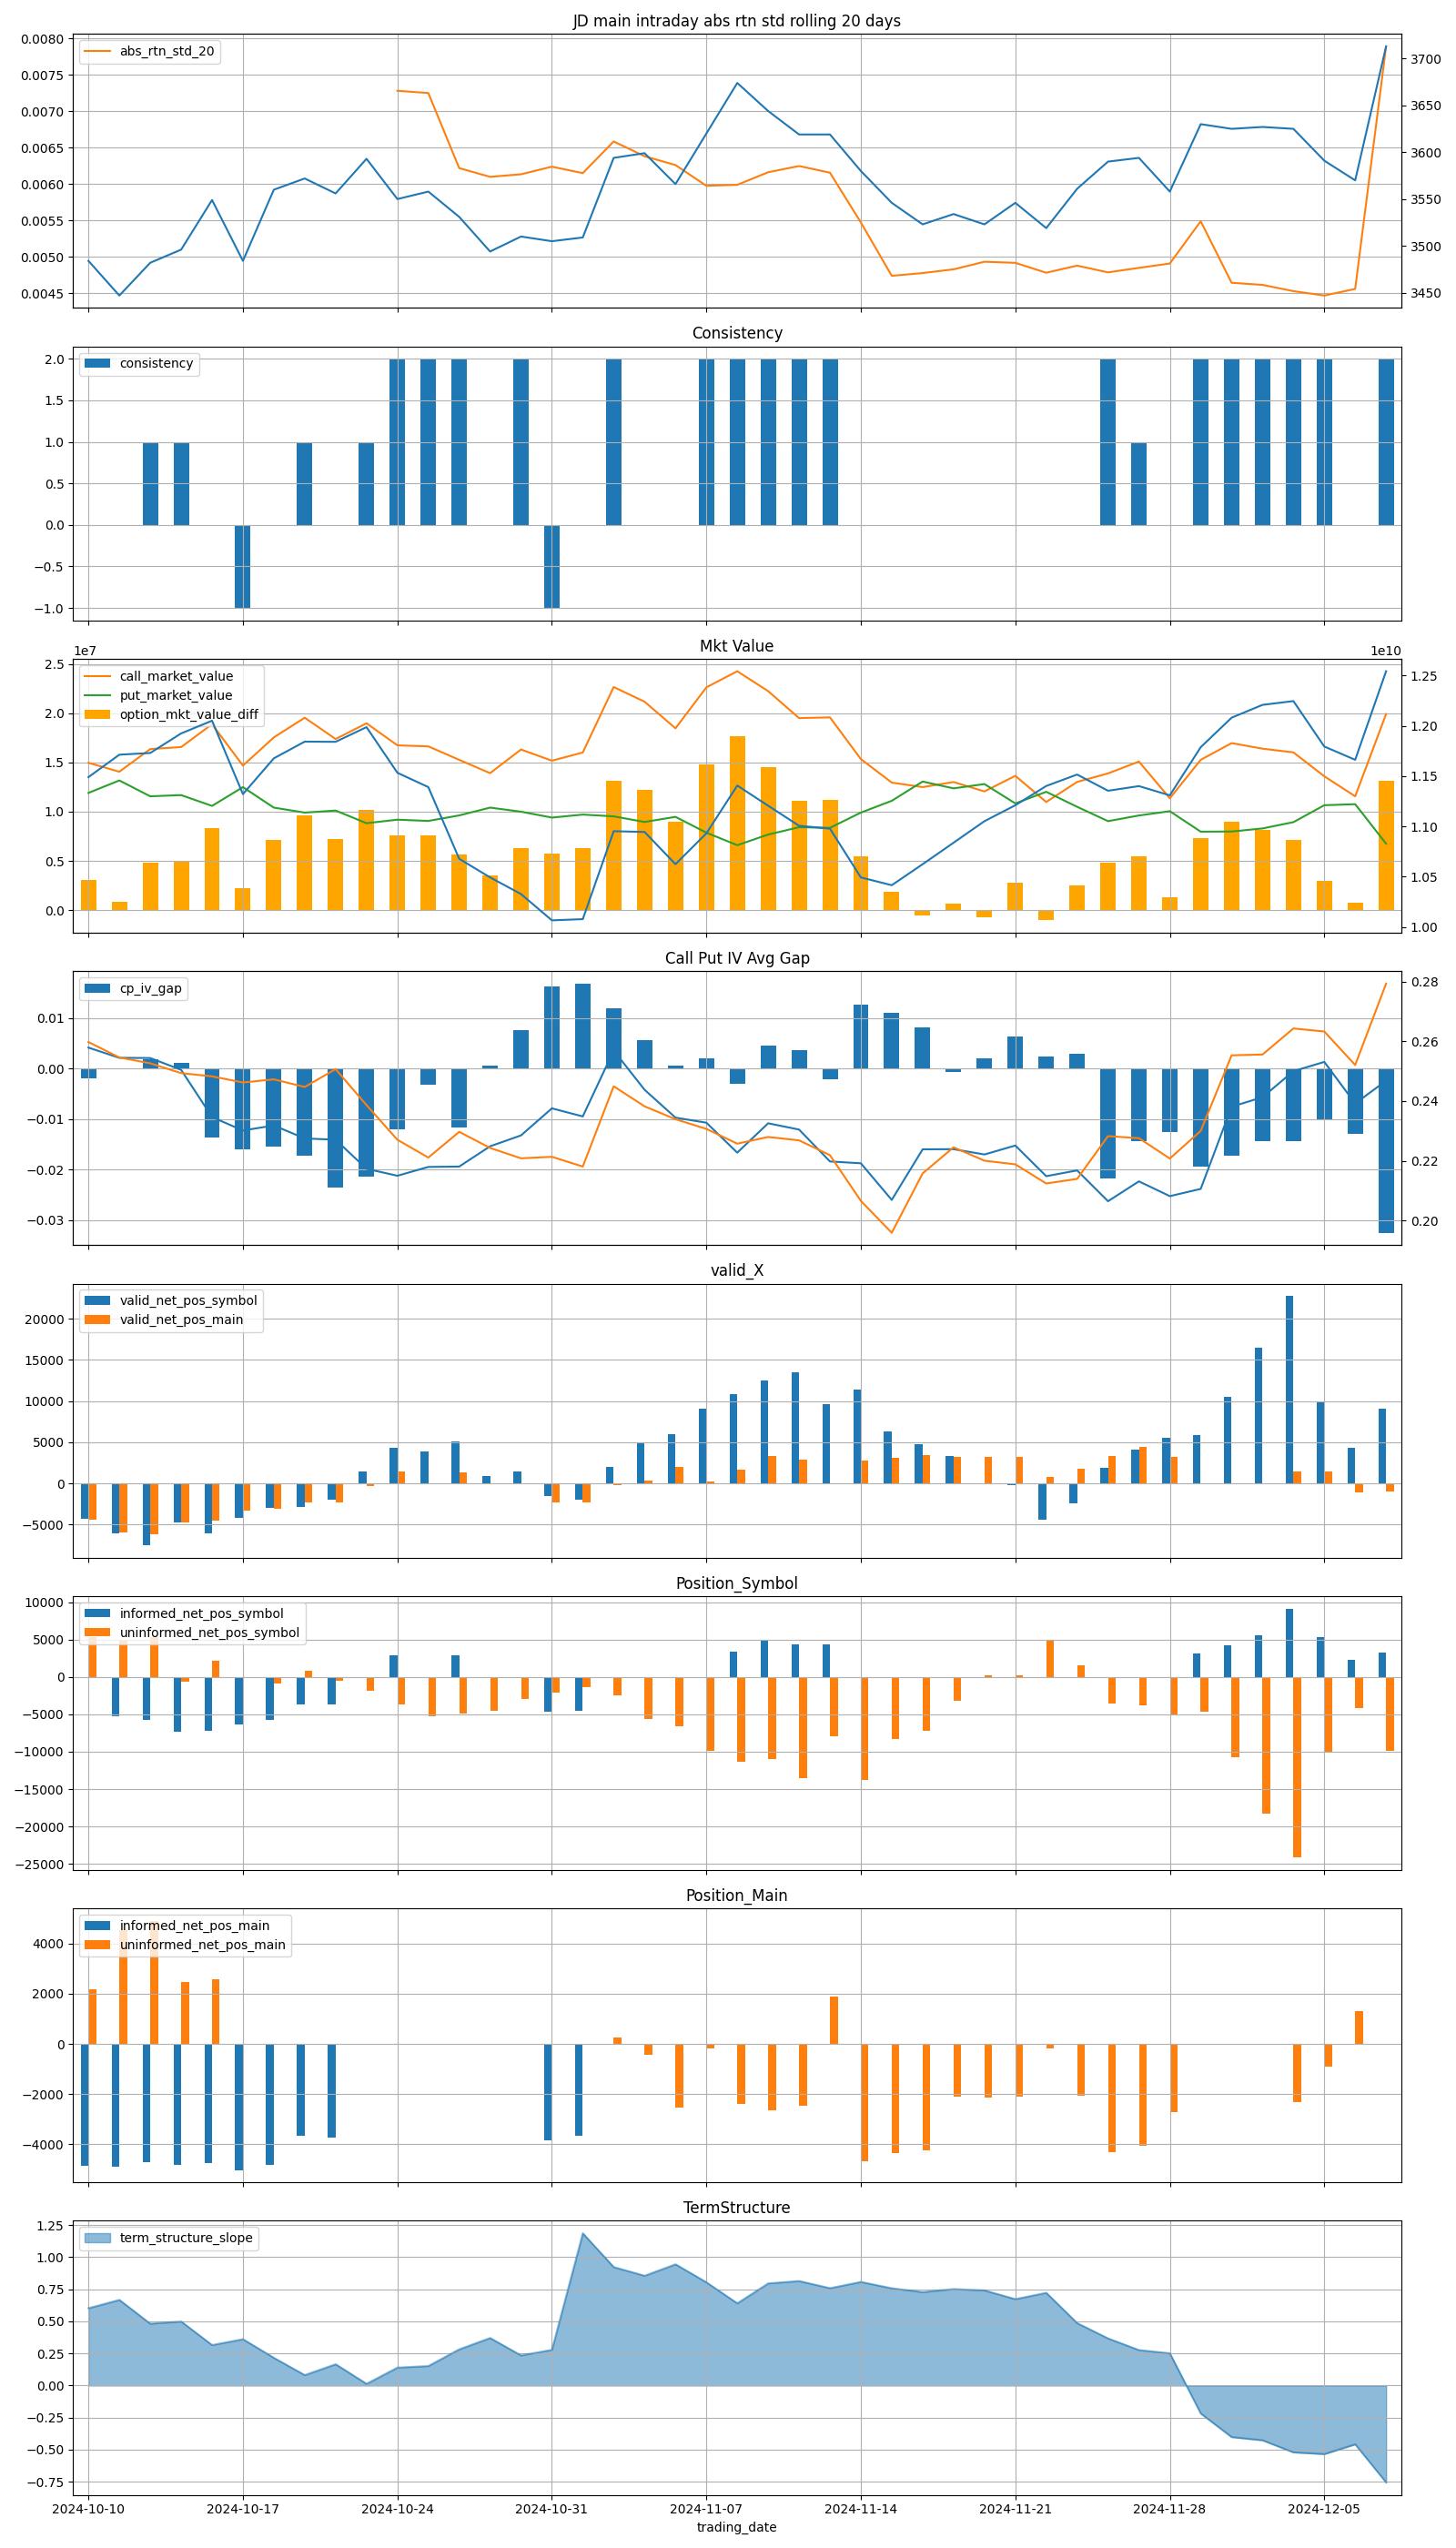 JD main intraday abs rtn std rolling 20 days
abs_rtn_std_20
0.0080
0.0075
0.0070
0.0065
0.0060
0.0055
0.0050
0.0045
3700
3650
3600
3550
3500
3450
Consistency
consistency
2.0
1.5
1.0
0.5
0.0
−0.5
−1.0
Mkt Value
1e7
1e10
call_market_value
put_market_value
option_mkt_value_diff
2.5
2.0
1.5
1.0
0.5
0.0
1.25
1.20
1.15
1.10
1.05
1.00
Call Put IV Avg Gap
cp_iv_gap
0.01
0.00
−0.01
−0.02
−0.03
0.28
0.26
0.24
0.22
0.20
valid_X
valid_net_pos_symbol
valid_net_pos_main
20000
15000
10000
5000
0
−5000
Position_Symbol
informed_net_pos_symbol
uninformed_net_pos_symbol
10000
5000
0
−5000
−10000
−15000
−20000
−25000
Position_Main
informed_net_pos_main
uninformed_net_pos_main
4000
2000
0
−2000
−4000
TermStructure
term_structure_slope
1.25
1.00
0.75
0.50
0.25
0.00
−0.25
−0.50
−0.75
2024-10-10 2024-10-17 2024-10-24 2024-10-31 2024-11-07 2024-11-14 2024-11-21 2024-11-28 2024-12-05
trading_date